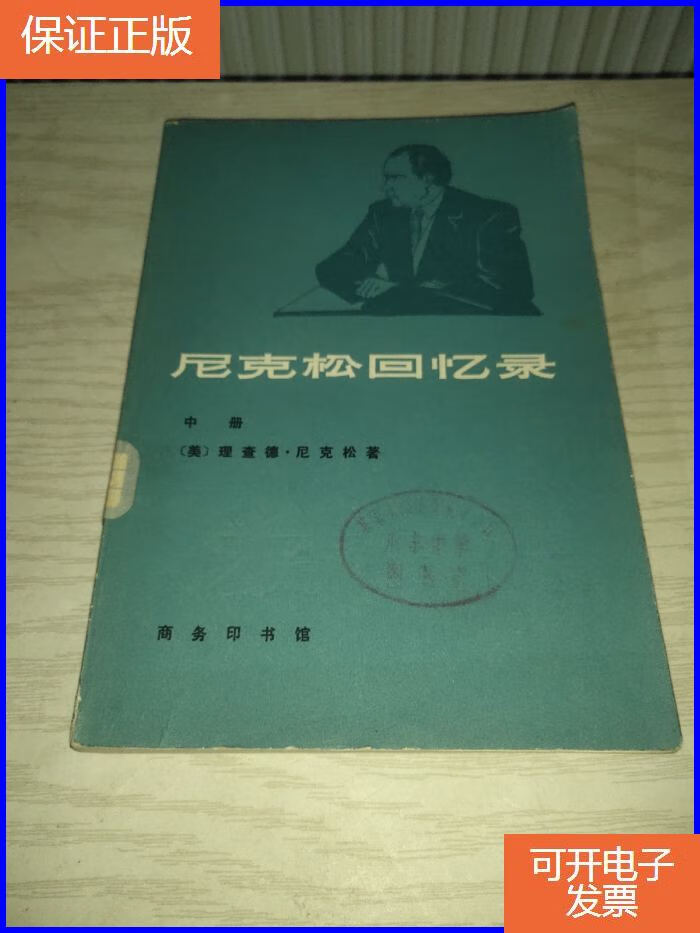 保证正版
尼克松回忆录
中册
〔美〕理查德·尼克松著
商务印书馆
可开电子
发票